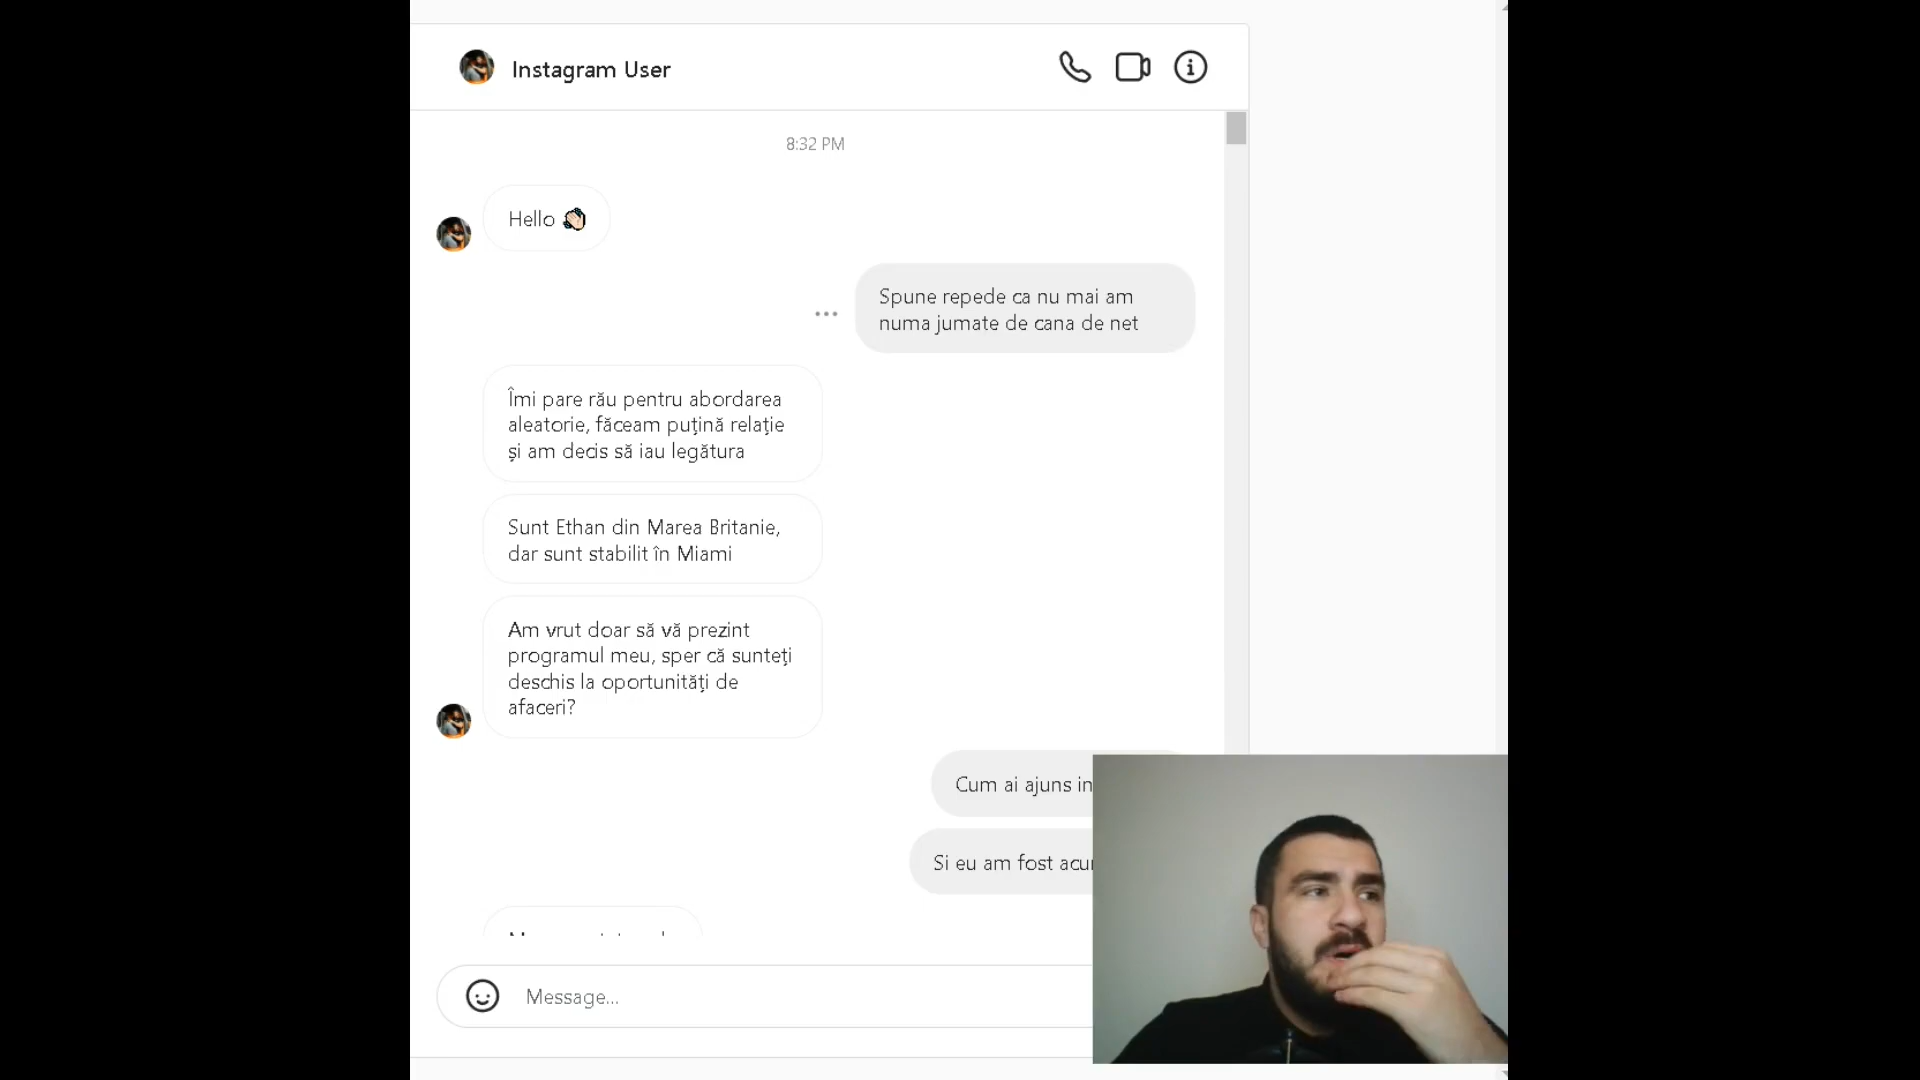 Instagram User
8:32 PM
Hello
Spune repede ca nu mai am
numa jumate de cana de net
Îmi pare rău pentru abordarea
aleatorie, făceam puțină relație
și am decis să iau legătura
Sunt Ethan din Marea Britanie,
dar sunt stabilit în Miami
Am vrut doar să vă prezint
programul meu, sper că sunteți
deschis la oportunități de
afaceri?
Cum ai ajuns in
Si eu am fost
Message...